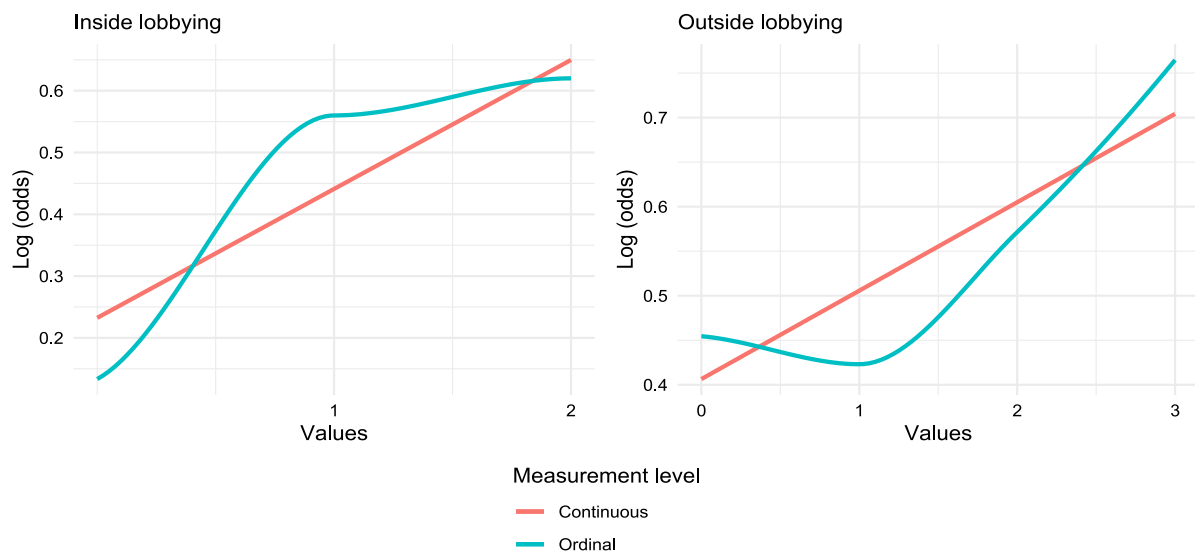 Inside lobbying
Log (odds)
0.6
0.5
0.4
0.3
0.2
1
2
Values
Outside lobbying
Log (odds)
0.7
0.6
0.5
0.4
0
1
2
3
Values
Measurement level
Continuous
Ordinal